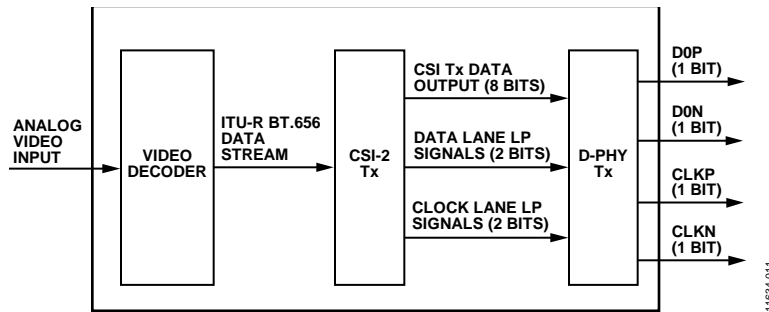 ANALOG
VIDEO
INPUT
VIDEO
DECODER
ITU-R BT.656
DATA
STREAM
CSI-2
Tx
CSI Tx DATA
OUTPUT (8 BITS)
DATA LANE LP
SIGNALS (2 BITS)
CLOCK LANE LP
SIGNALS (2 BITS)
D-PHY
Tx
D0P
(1 BIT)
D0N
(1 BIT)
CLKP
(1 BIT)
CLKN
(1 BIT)
11634-011